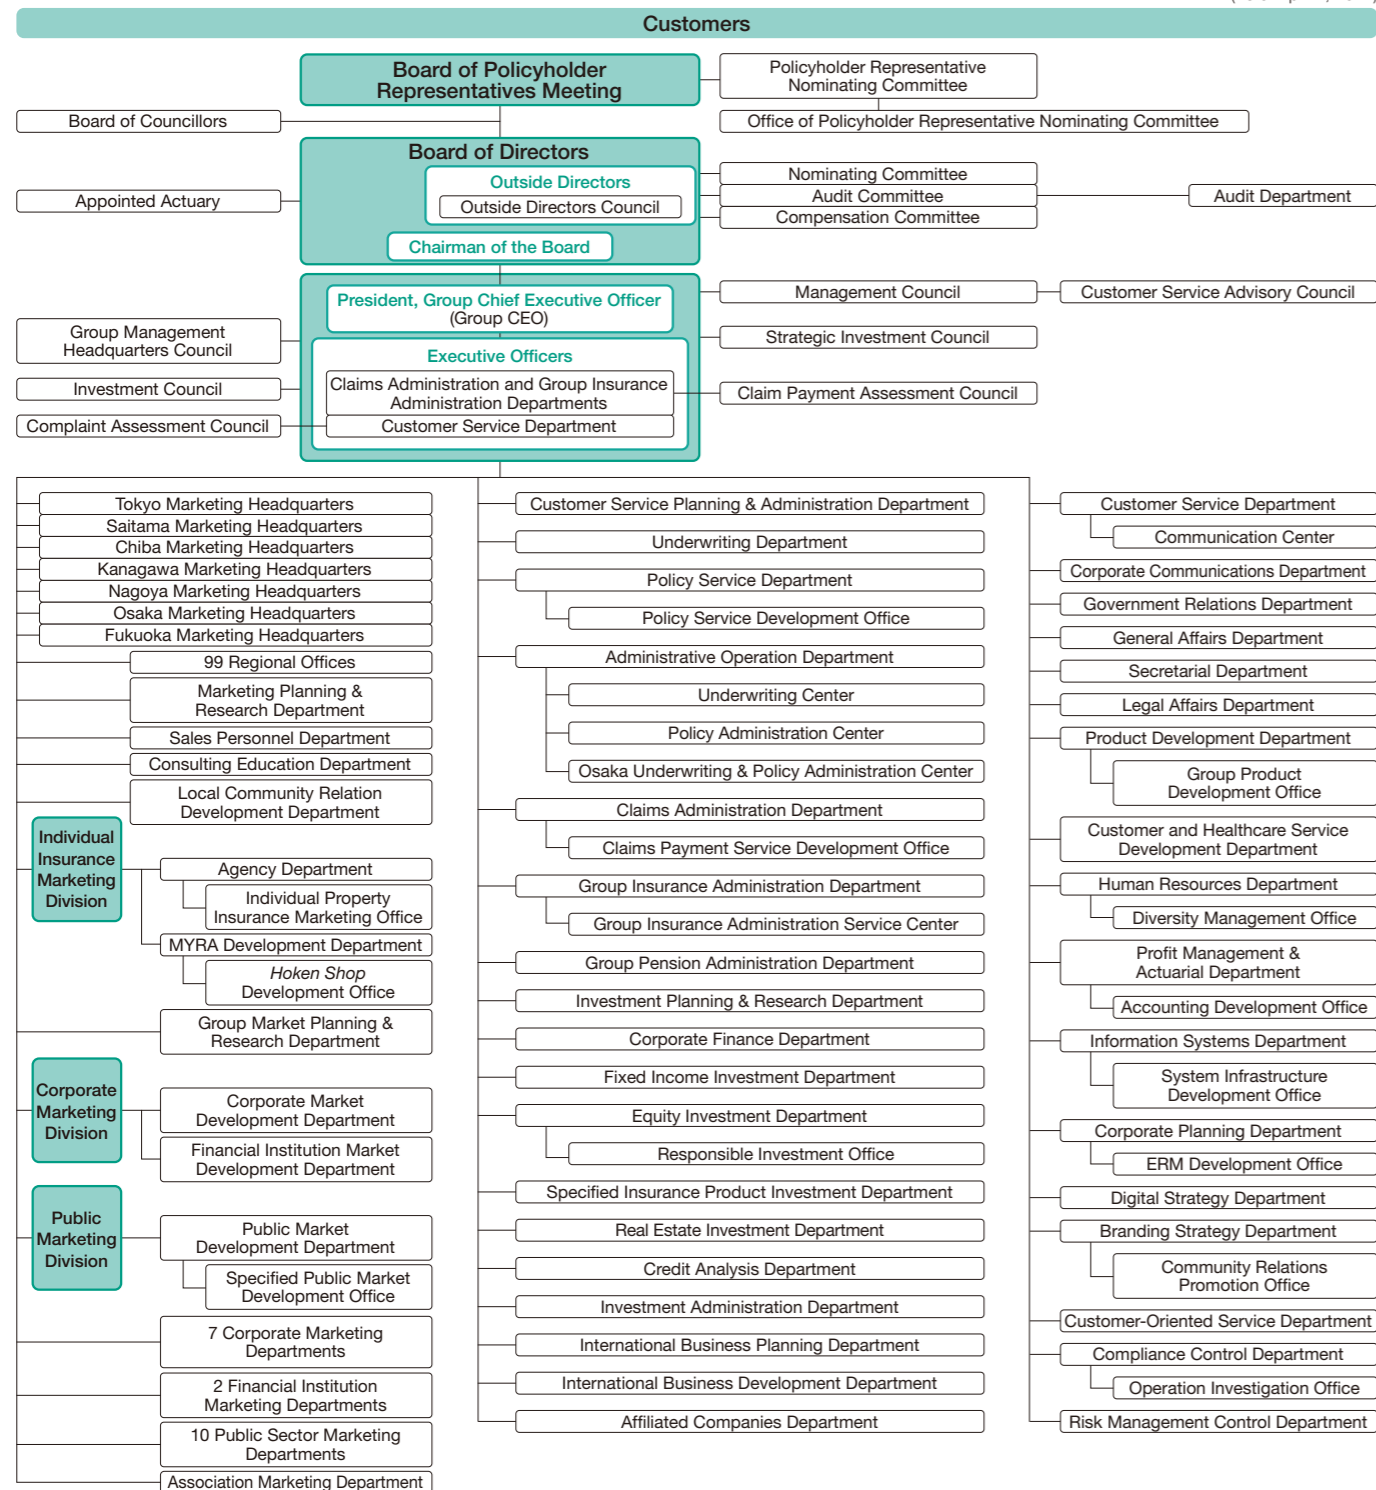 Customers
Board of Policyholder
Representatives Meeting
Policyholder Representative
Nominating Committee
Board of Councillors
Office of Policyholder Representative Nominating Committee
Board of Directors
Outside Directors
Outside Directors Council
Chairman of the Board
Appointed Actuary
Nominating Committee
Audit Committee
Audit Department
Compensation Committee
President, Group Chief Executive Officer
(Group CEO)
Management Council
Customer Service Advisory Council
Group Management
Headquarters Council
Strategic Investment Council
Executive Officers
Investment Council
Claims Administration and Group Insurance
Administration Departments
Claim Payment Assessment Council
Complaint Assessment Council
Customer Service Department
Tokyo Marketing Headquarters
Saitama Marketing Headquarters
Chiba Marketing Headquarters
Kanagawa Marketing Headquarters
Nagoya Marketing Headquarters
Osaka Marketing Headquarters
Fukuoka Marketing Headquarters
99 Regional Offices
Marketing Planning &
Research Department
Sales Personnel Department
Consulting Education Department
Local Community Relation
Development Department
Individual
Insurance
Marketing
Division
Agency Department
Individual Property
Insurance Marketing Office
MYRA Development Department
Hoken Shop
Development Office
Group Market Planning &
Research Department
Corporate
Marketing
Division
Corporate Market
Development Department
Financial Institution Market
Development Department
Public
Marketing
Division
Public Market
Development Department
Specified Public Market
Development Office
7 Corporate Marketing
Departments
2 Financial Institution
Marketing Departments
10 Public Sector Marketing
Departments
Association Marketing Department
Customer Service Planning & Administration Department
Underwriting Department
Policy Service Department
Policy Service Development Office
Administrative Operation Department
Underwriting Center
Policy Administration Center
Osaka Underwriting & Policy Administration Center
Claims Administration Department
Claims Payment Service Development Office
Group Insurance Administration Department
Group Insurance Administration Service Center
Group Pension Administration Department
Investment Planning & Research Department
Corporate Finance Department
Fixed Income Investment Department
Equity Investment Department
Responsible Investment Office
Specified Insurance Product Investment Department
Real Estate Investment Department
Credit Analysis Department
Investment Administration Department
International Business Planning Department
International Business Development Department
Affiliated Companies Department
Customer Service Department
Communication Center
Corporate Communications Department
Government Relations Department
General Affairs Department
Secretarial Department
Legal Affairs Department
Product Development Department
Group Product
Development Office
Customer and Healthcare Service
Development Department
Human Resources Department
Diversity Management Office
Profit Management &
Actuarial Department
Accounting Development Office
Information Systems Department
System Infrastructure
Development Office
Corporate Planning Department
ERM Development Office
Digital Strategy Department
Branding Strategy Department
Community Relations
Promotion Office
Customer-Oriented Service Department
Compliance Control Department
Operation Investigation Office
Risk Management Control Department